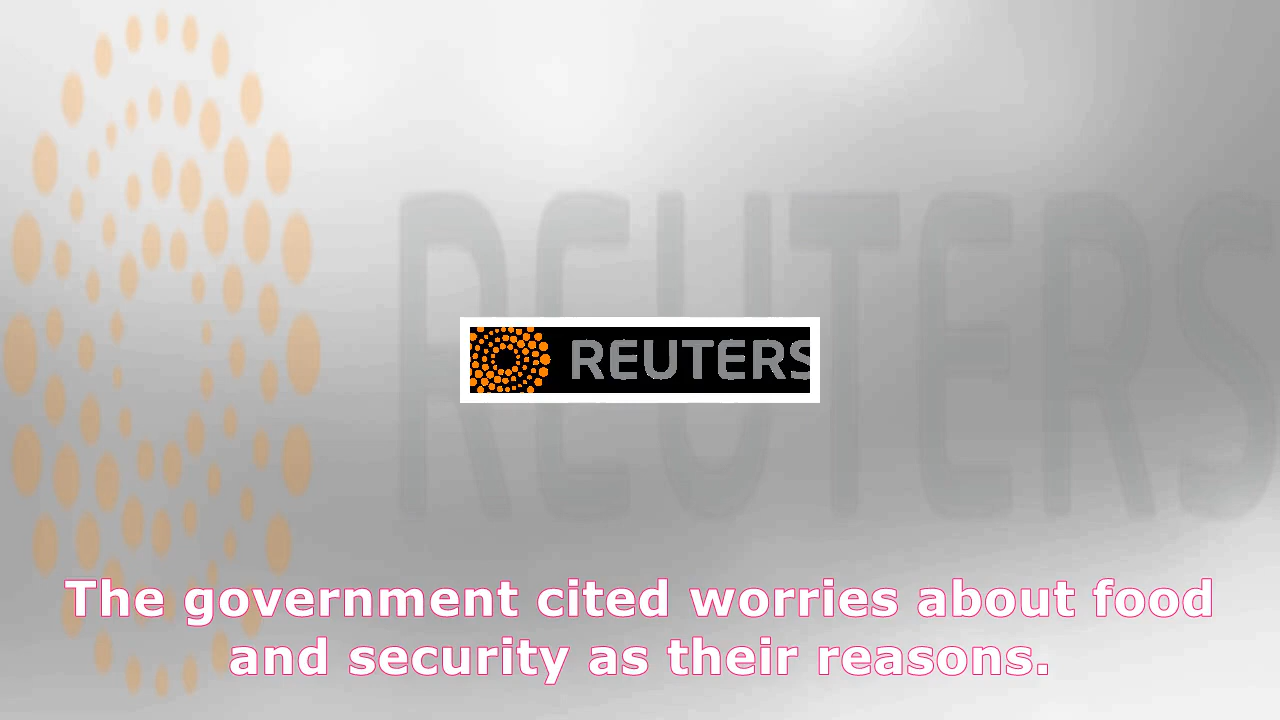 REUTERS
REUTERS
The government cited worries about food
and security as their reasons.